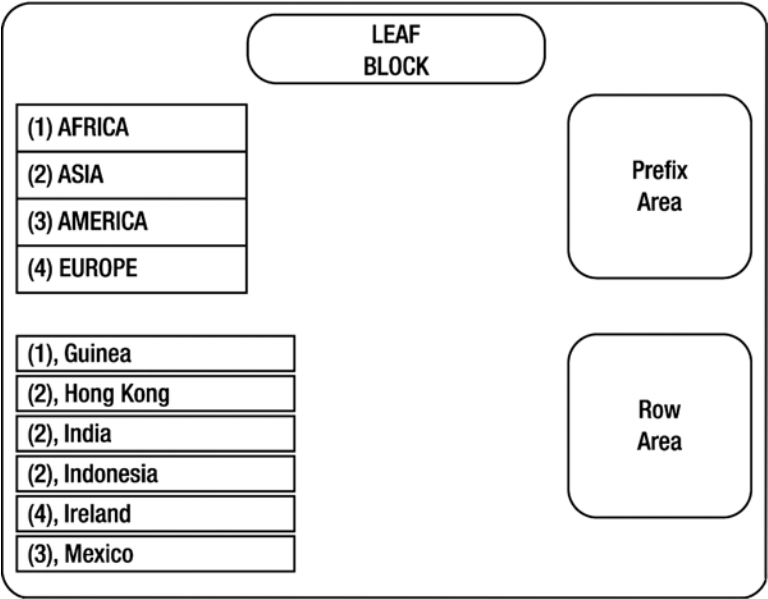 LEAF
BLOCK
(1) AFRICA
(2) ASIA
(3) AMERICA
(4) EUROPE
Prefix
Area
(1), Guinea
(2), Hong Kong
(2), India
(2), Indonesia
(4), Ireland
(3), Mexico
Row
Area